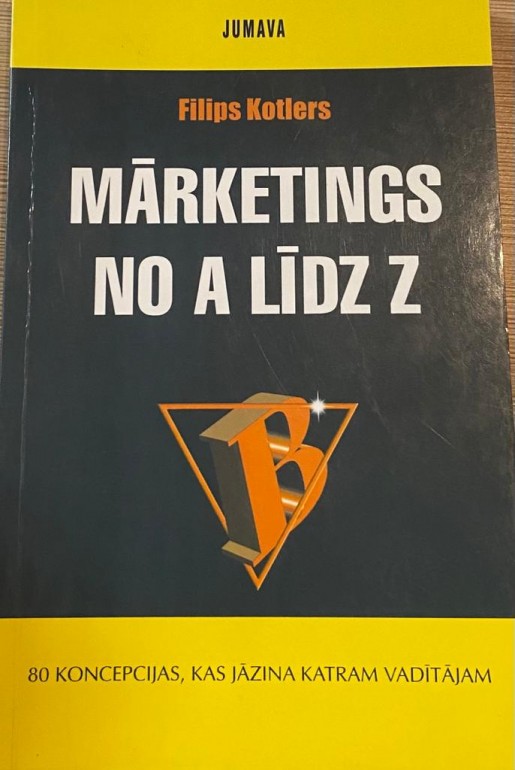 JUMAVA
Filips Kotlers
MĀRKETINGS
NO A LĪDZ Z
B
80 KONCEPCIJAS, KAS JĀZINA KATRAM VADĪTĀJAM